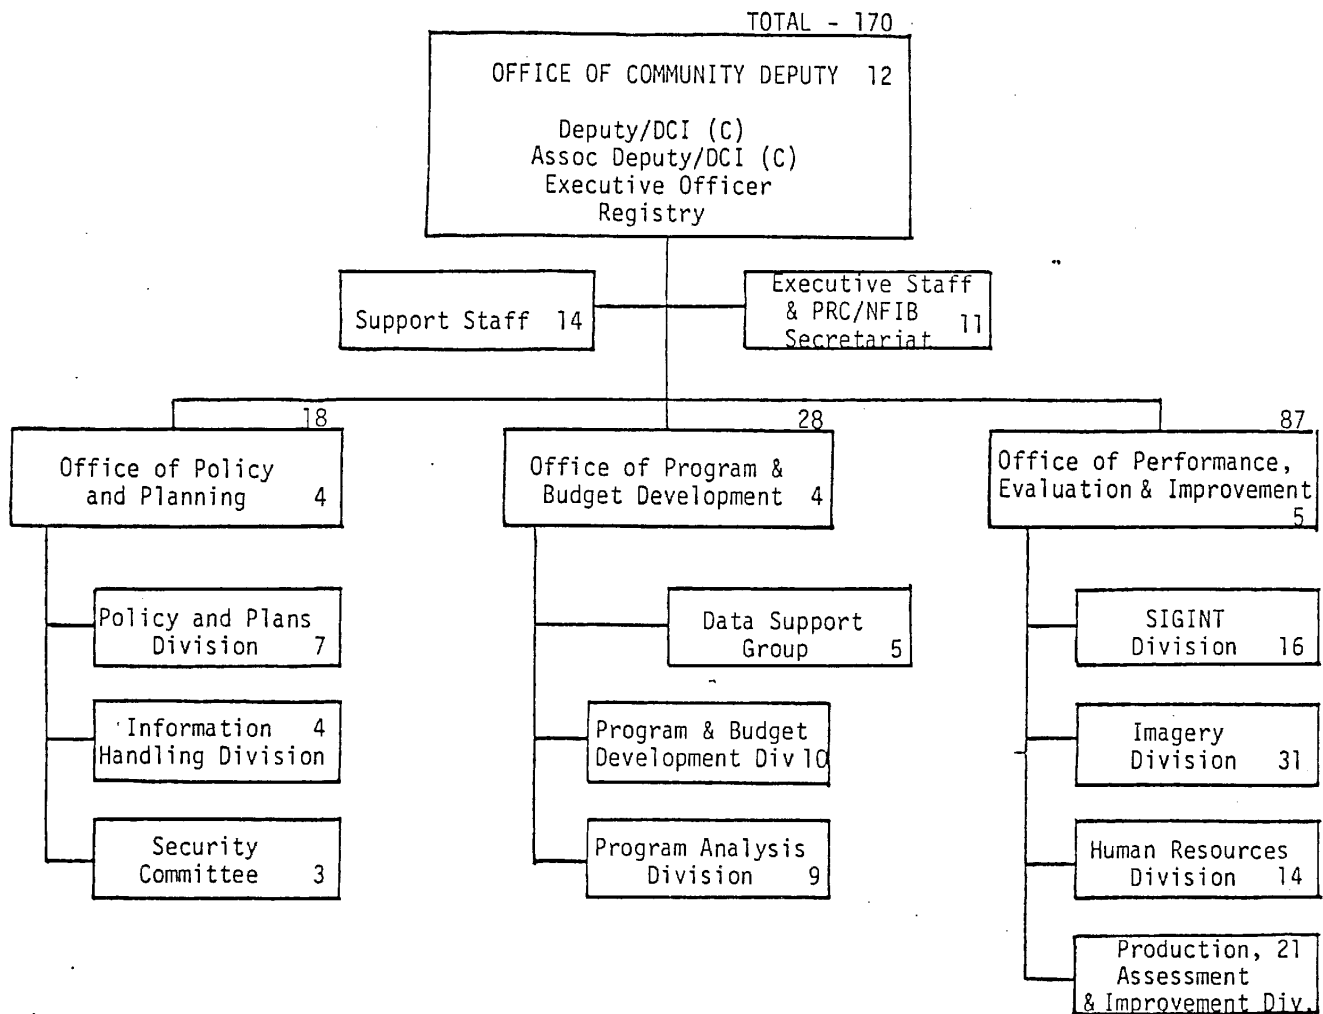 TOTAL - 170
OFFICE OF COMMUNITY DEPUTY 12
Deputy/DCI (C)
Assoc Deputy/DCI (C)
Executive Officer
Registry
Support Staff 14
Executive Staff
& PRC/NFIB 11
Secretariat
18
Office of Policy
and Planning 4
Policy and Plans
Division 7
Information 4
Handling Division
Security
Committee 3
28
Office of Program &
Budget Development 4
Data Support
Group 5
Program & Budget
Development Div 10
Program Analysis
Division 9
87
Office of Performance,
Evaluation & Improvement
5
SIGINT
Division 16
Imagery
Division 31
Human Resources
Division 14
Production, 21
Assessment
& Improvement Div.